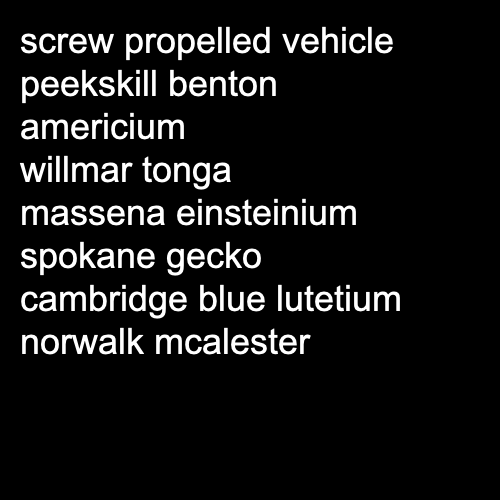 screw propelled vehicle
peekskill benton
americium
willmar tonga
massena einsteinium
spokane gecko
cambridge blue lutetium
norwalk mcalester